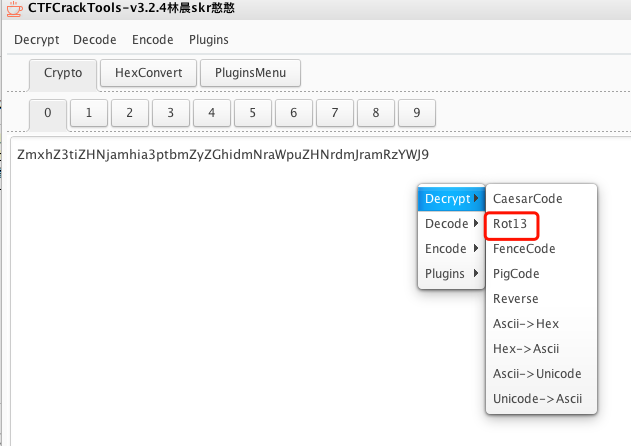 CTFCrackTools-v3.2.4林晨skr憨憨
Decrypt Decode Encode Plugins
Crypto HexConvert PluginsMenu
0 1 2 3 4 5 6 7 8 9
ZmxhZ3tiZHNjamhia3ptbmZyZGhidmNraWpuZHNrdmJramRzYWJ9
Decrypt
Decode
Encode
Plugins
CaesarCode
Rot13
FenceCode
PigCode
Reverse
Ascii->Hex
Hex->Ascii
Ascii->Unicode
Unicode->Ascii